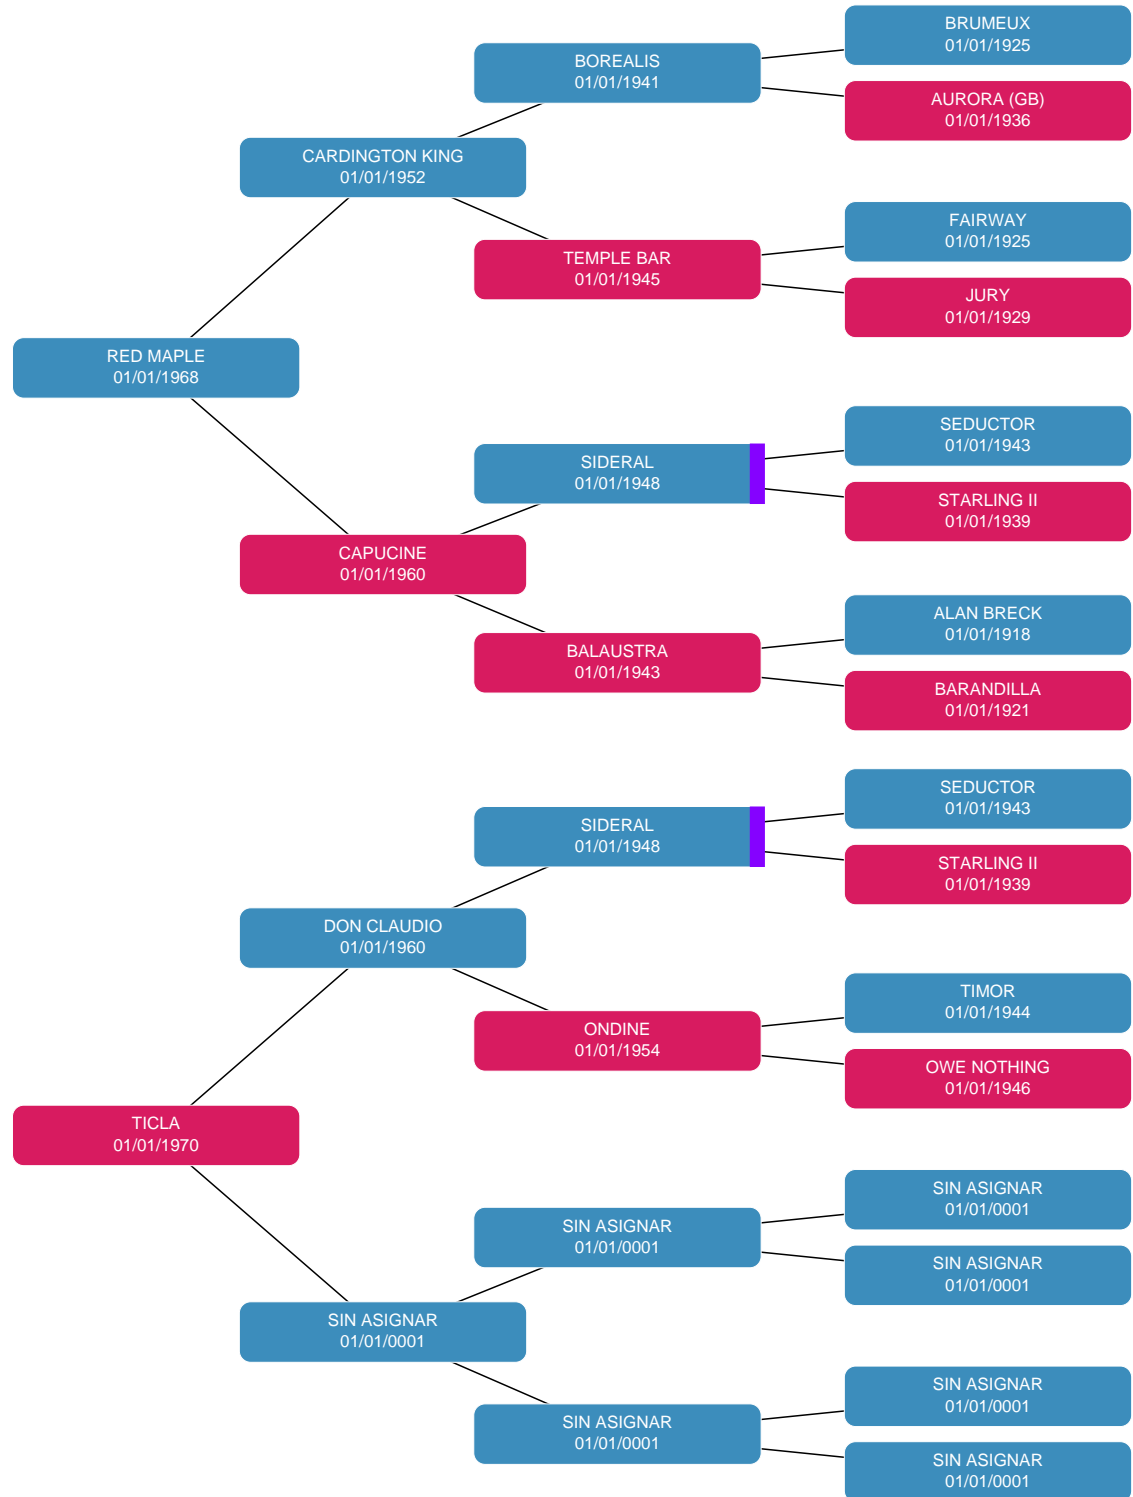 BRUMEUX
01/01/1925
BOREALIS
01/01/1941
AURORA (GB)
01/01/1936
CARDINGTON KING
01/01/1952
FAIRWAY
01/01/1925
TEMPLE BAR
01/01/1945
JURY
01/01/1929
RED MAPLE
01/01/1968
SEDUCTOR
01/01/1943
SIDERAL
01/01/1948
STARLING II
01/01/1939
CAPUCINE
01/01/1960
ALAN BRECK
01/01/1918
BALAUSTRA
01/01/1943
BARANDILLA
01/01/1921
SEDUCTOR
01/01/1943
SIDERAL
01/01/1948
STARLING II
01/01/1939
DON CLAUDIO
01/01/1960
TIMOR
01/01/1944
ONDINE
01/01/1954
OWE NOTHING
01/01/1946
TICLA
01/01/1970
SIN ASIGNAR
01/01/0001
SIN ASIGNAR
01/01/0001
SIN ASIGNAR
01/01/0001
SIN ASIGNAR
01/01/0001
SIN ASIGNAR
01/01/0001
SIN ASIGNAR
01/01/0001
SIN ASIGNAR
01/01/0001